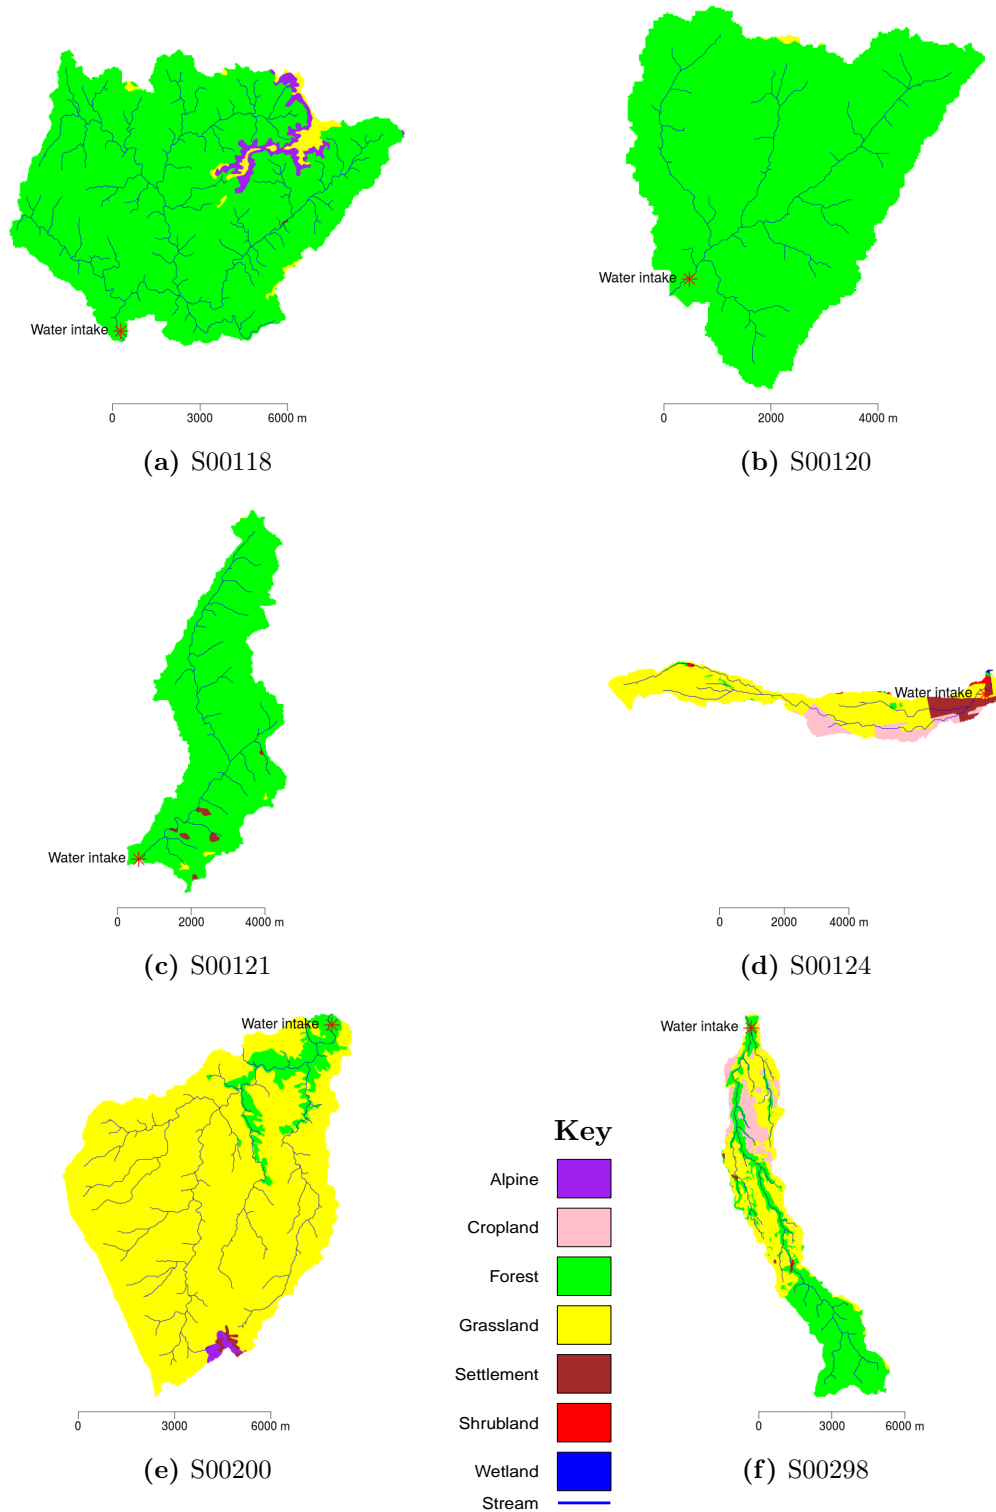 Water intake
0 3000 6000 m
(a) S00118
Water intake
0 2000 4000 m
(b) S00120
Water intake
0 2000 4000 m
(c) S00121
Water intake
0 2000 4000 m
(d) S00124
Water intake
0 3000 6000 m
(e) S00200
Key
Alpine
Cropland
Forest
Grassland
Settlement
Shrubland
Wetland
Stream
Water intake
0 3000 6000 m
(f) S00298